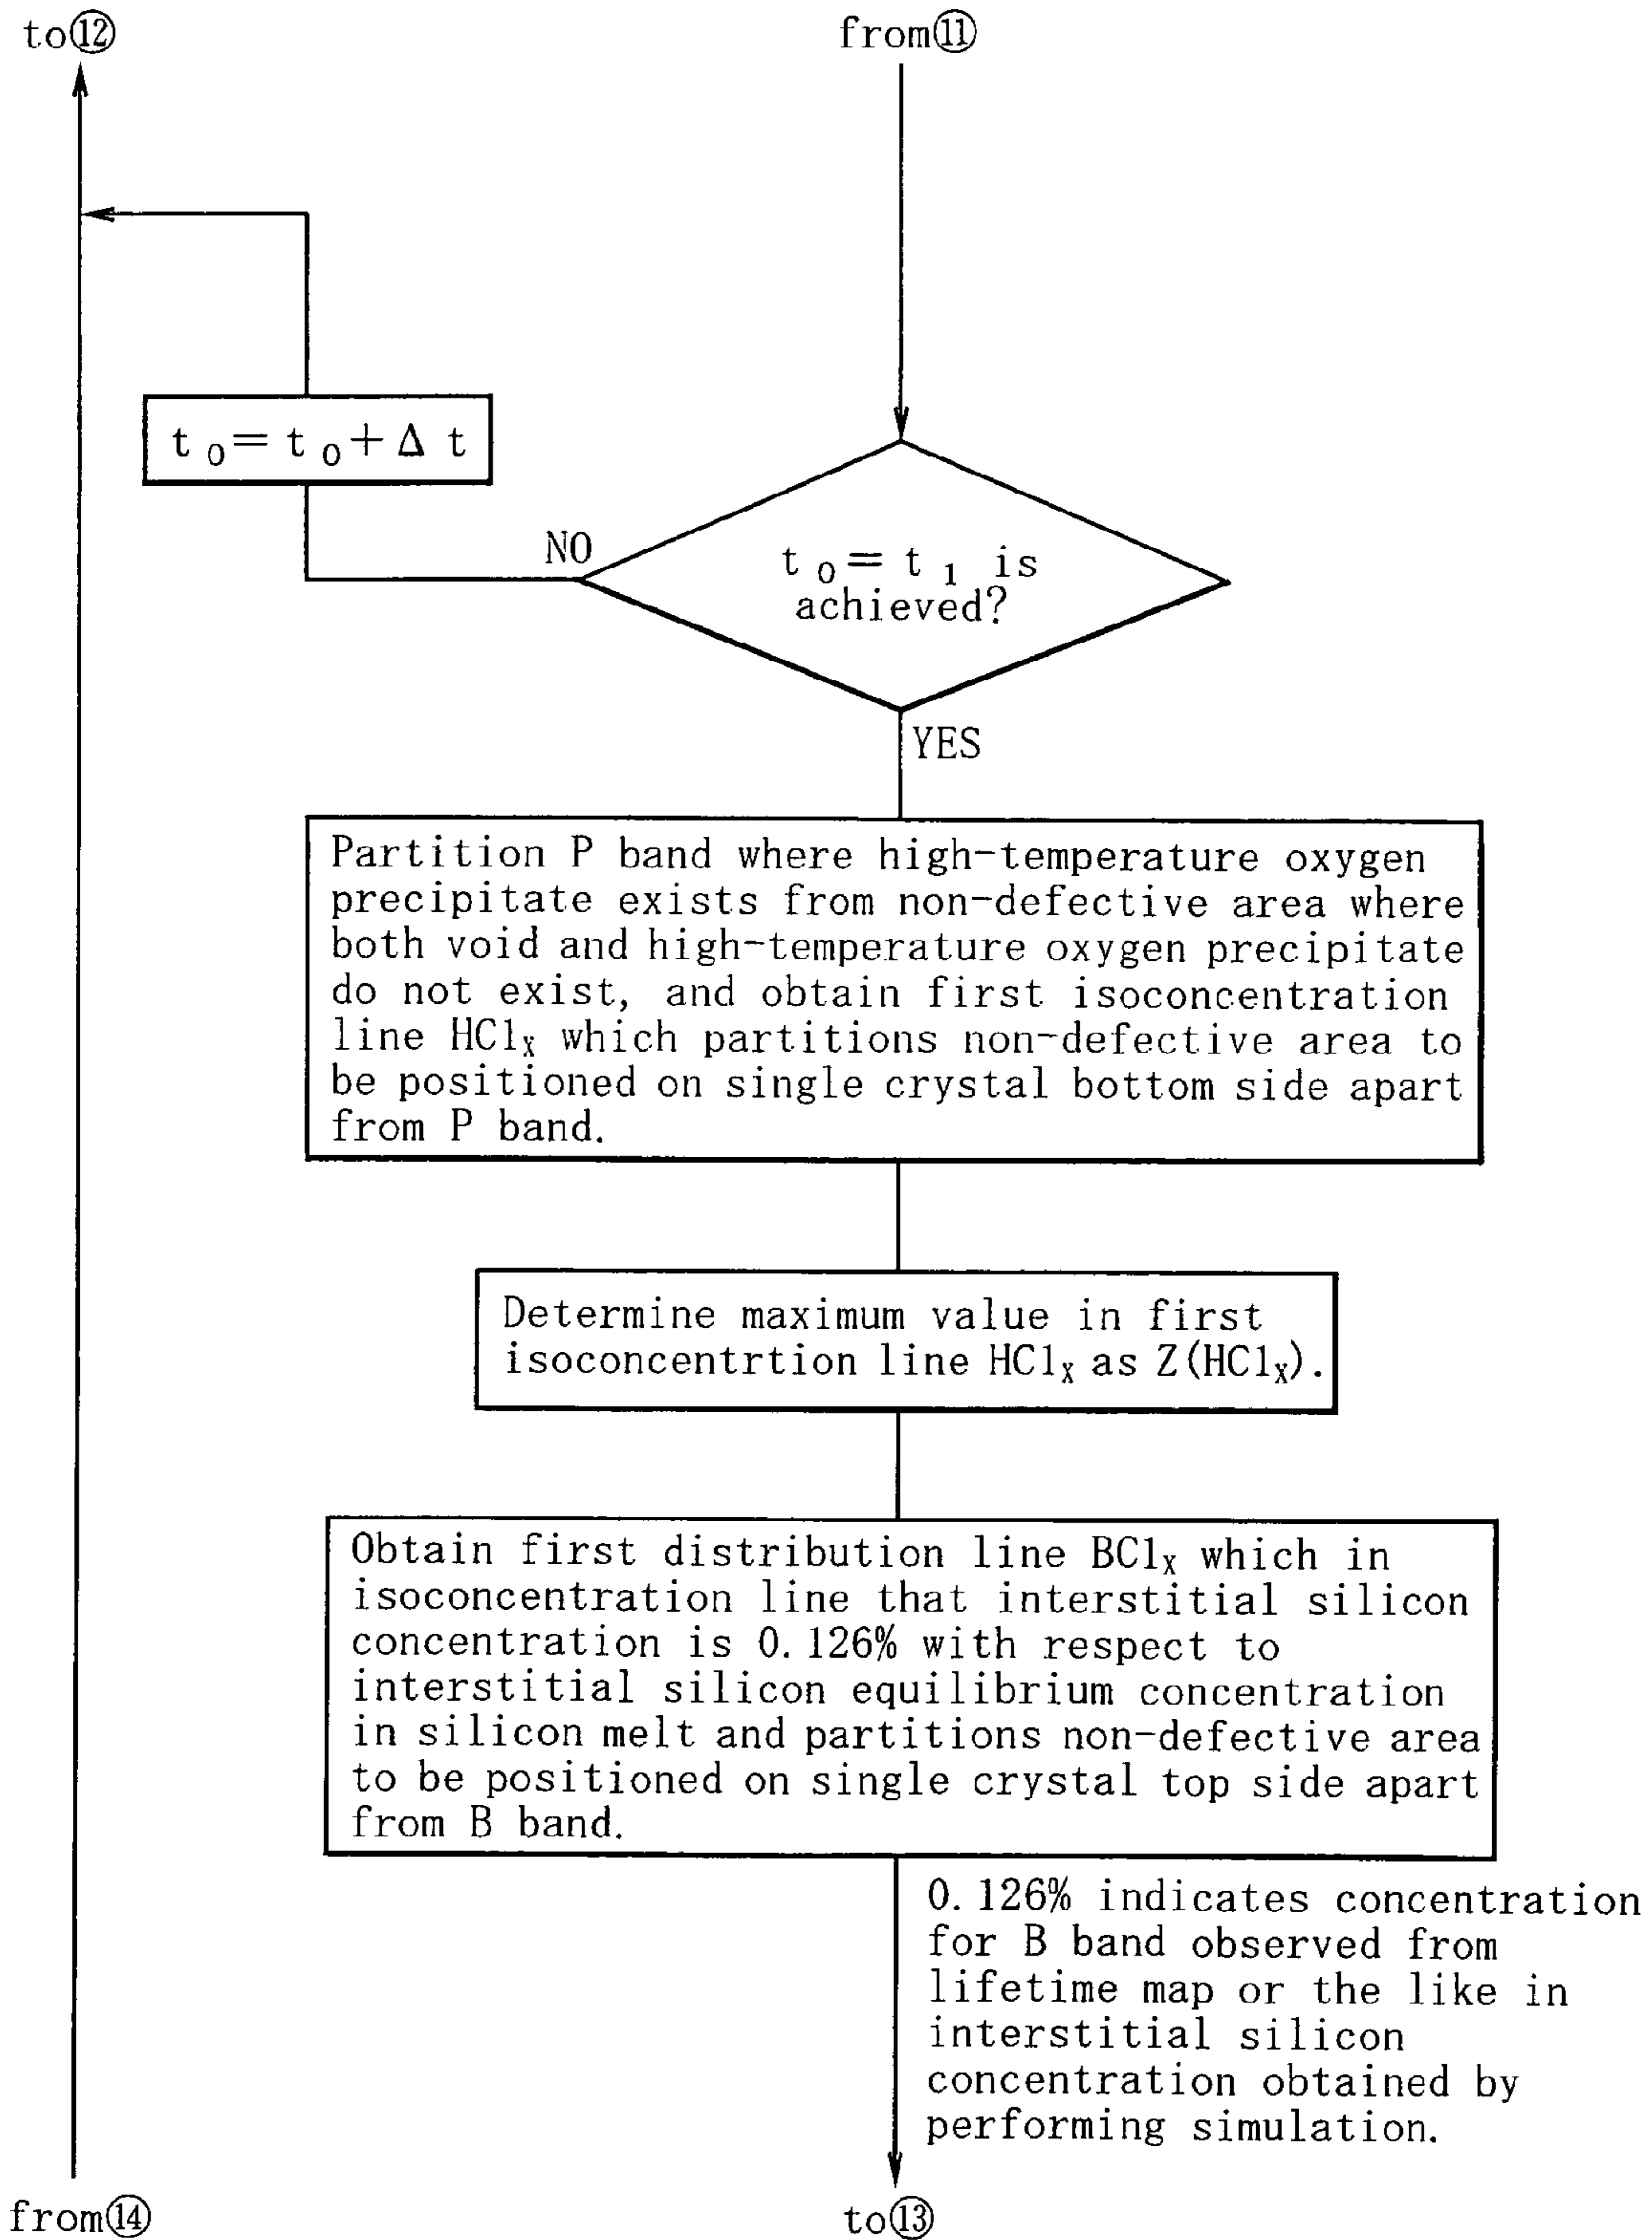 to⑫
from⑪
t₀＝t₀＋Δt
NO
t₀＝t₁ is
achieved?
YES
Partition P band where high-temperature oxygen
precipitate exists from non-defective area where
both void and high-temperature oxygen precipitate
do not exist, and obtain first isoconcentration
line HC1ₓ which partitions non-defective area to
be positioned on single crystal bottom side apart
from P band.
Determine maximum value in first
isoconcentrtion line HC1ₓ as Z(HC1ₓ).
Obtain first distribution line BC1ₓ which in
isoconcentration line that interstitial silicon
concentration is 0.126% with respect to
interstitial silicon equilibrium concentration
in silicon melt and partitions non-defective area
to be positioned on single crystal top side apart
from B band.
0.126% indicates concentration
for B band observed from
lifetime map or the like in
interstitial silicon
concentration obtained by
performing simulation.
from⑭
to⑬